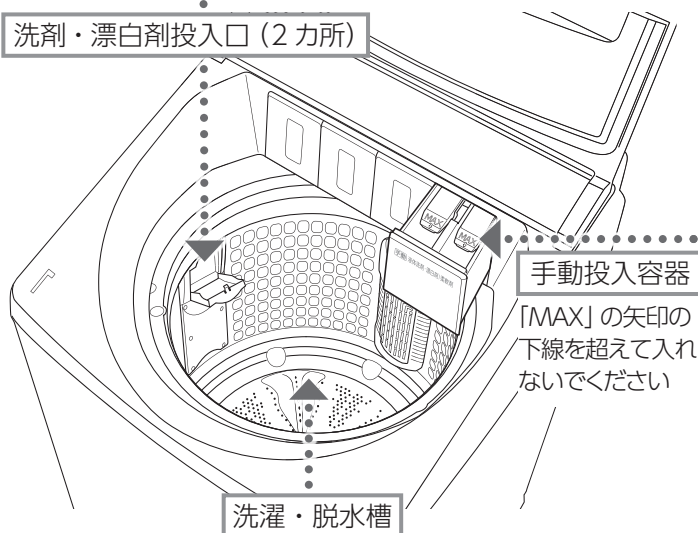 洗剤・漂白剤投入口（2 カ所）
MAX
MAX
手動投入容器
「MAX」の矢印の
下線を超えて入れ
ないでください
洗濯・脱水槽